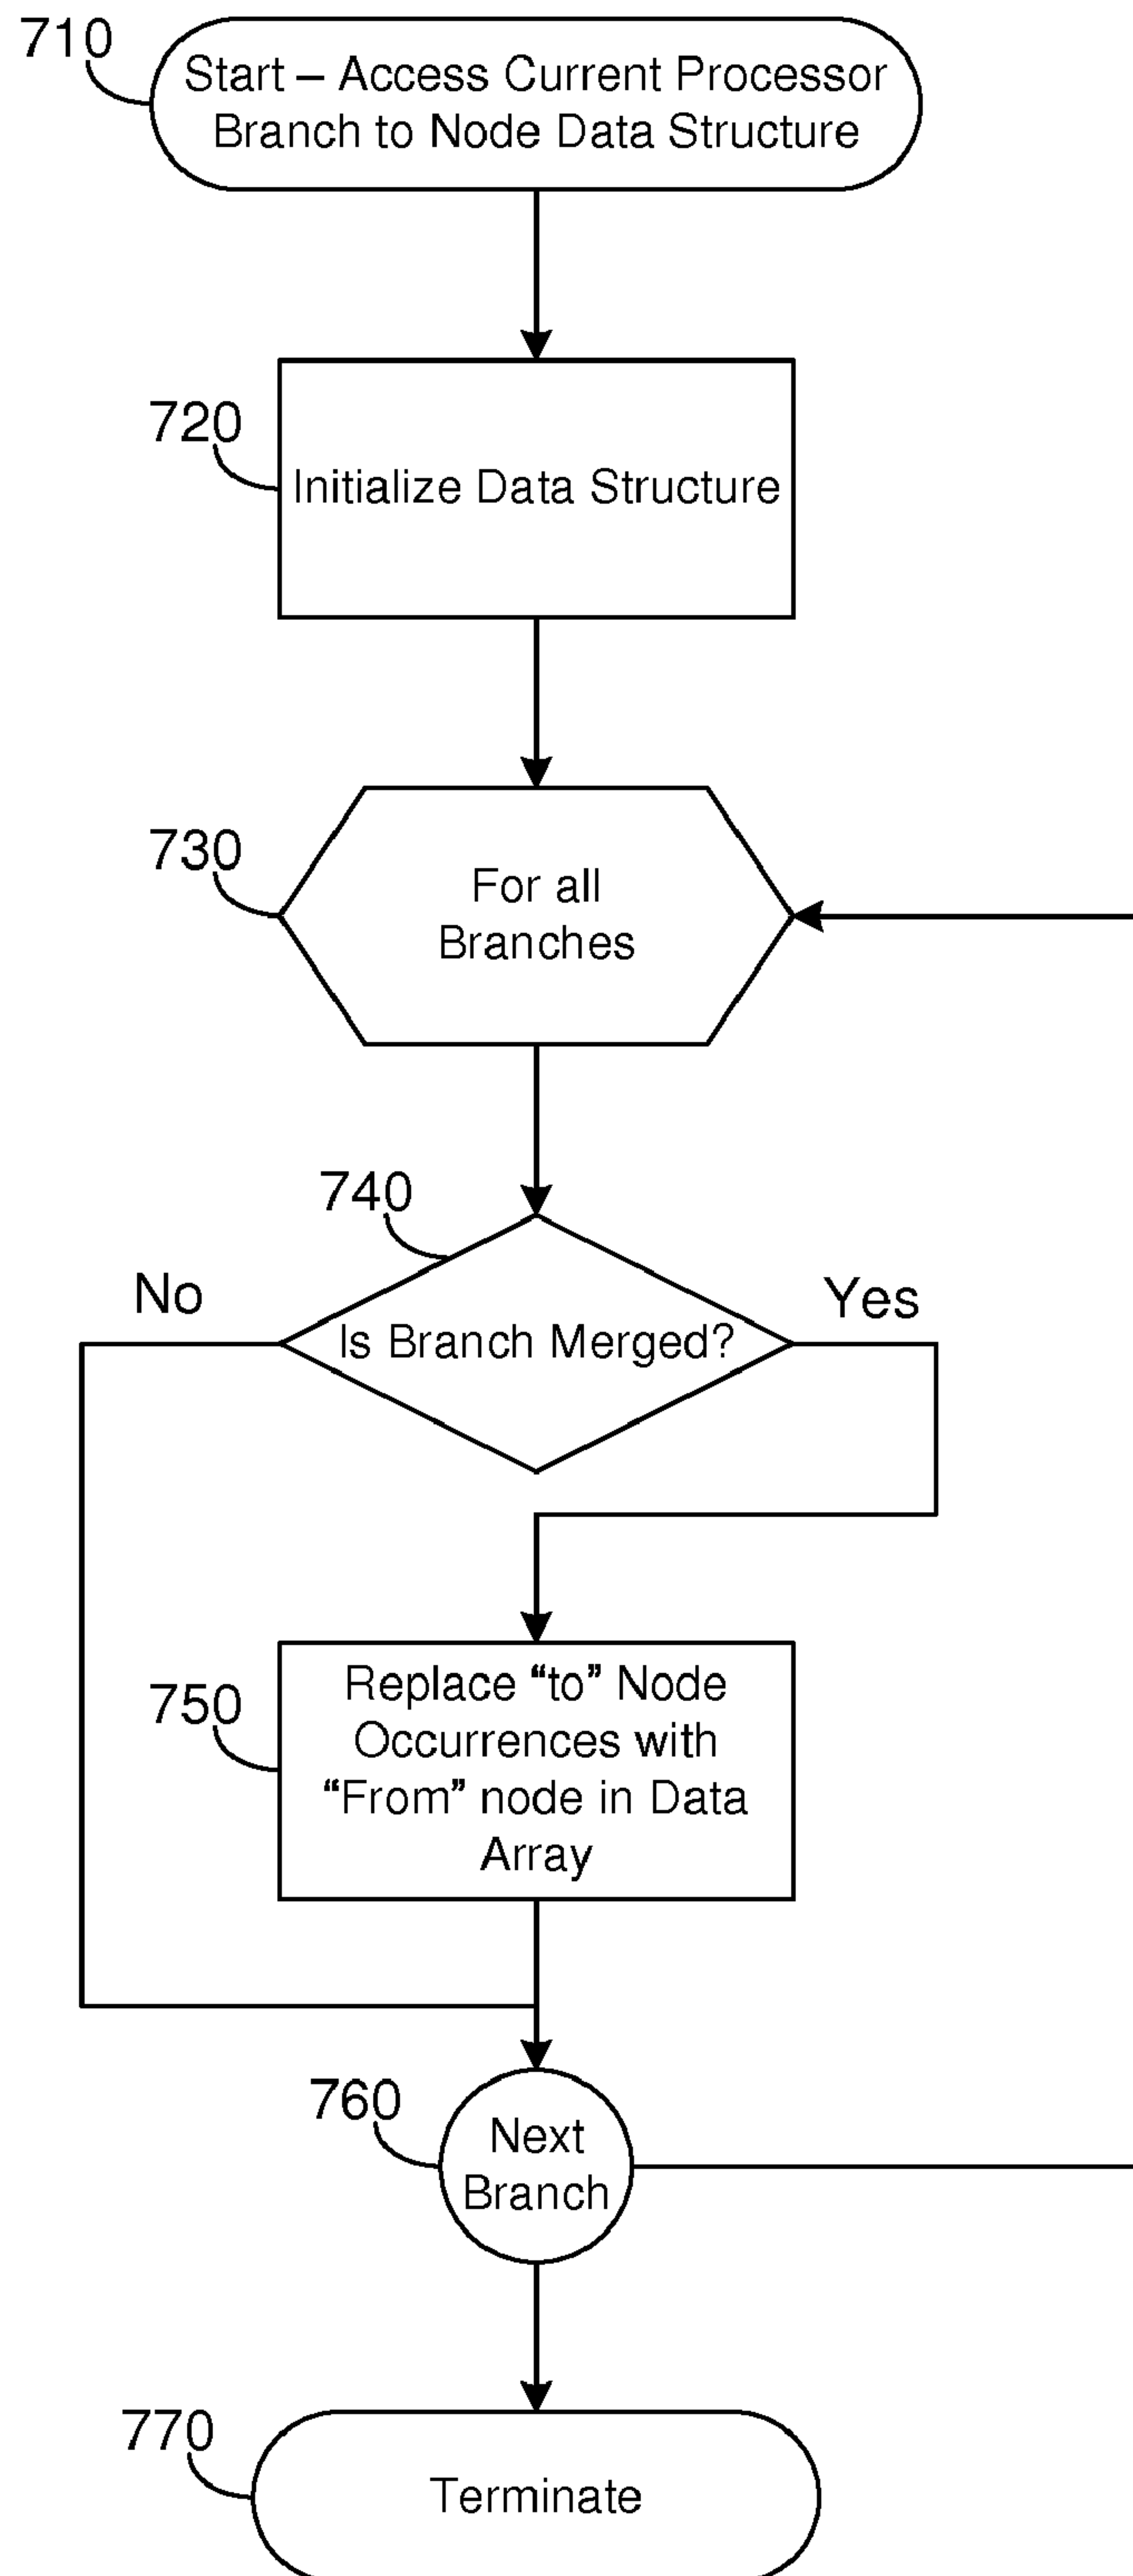 710
Start – Access Current Processor
Branch to Node Data Structure
720
Initialize Data Structure
730
For all
Branches
740
No
Yes
Is Branch Merged?
750
Replace “to” Node
Occurrences with
“From” node in Data
Array
760
Next
Branch
770
Terminate